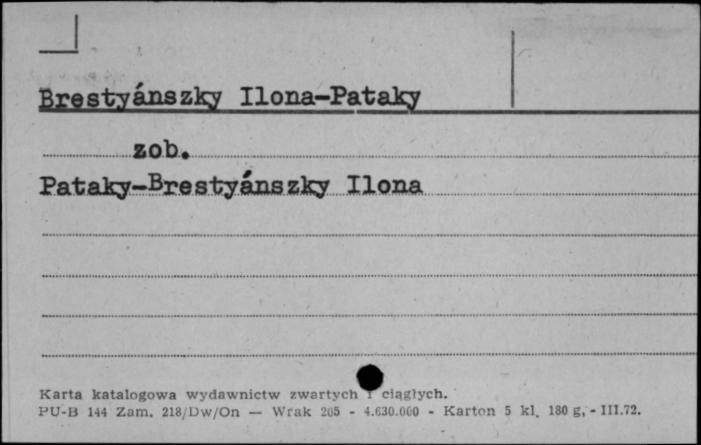 Brestyánszky Ilona-Pataky
zob.
Pataky-Brestyánszky Ilona
Karta katalogowa wydawnictw zwartych i ciągłych.
PU-B 144 Zam. 218/Dw/On — Wrak 205 - 4.630.000 - Karton 5 kl. 180 g, - III.72.